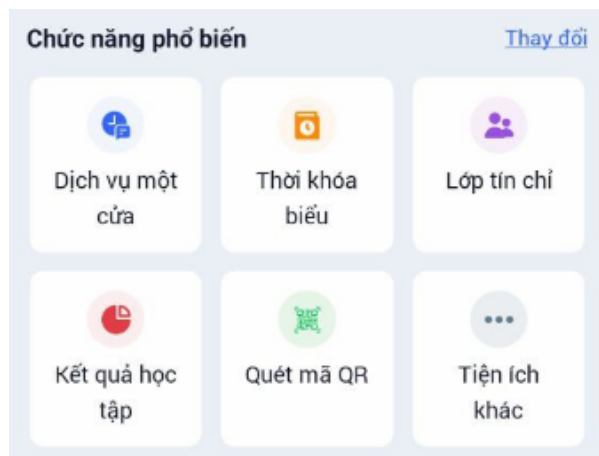 Chức năng phổ biến
Thay đổi
Dịch vụ một
cửa
Thời khóa
biểu
Lớp tín chỉ
Kết quả học
tập
Quét mã QR
Tiện ích
khác